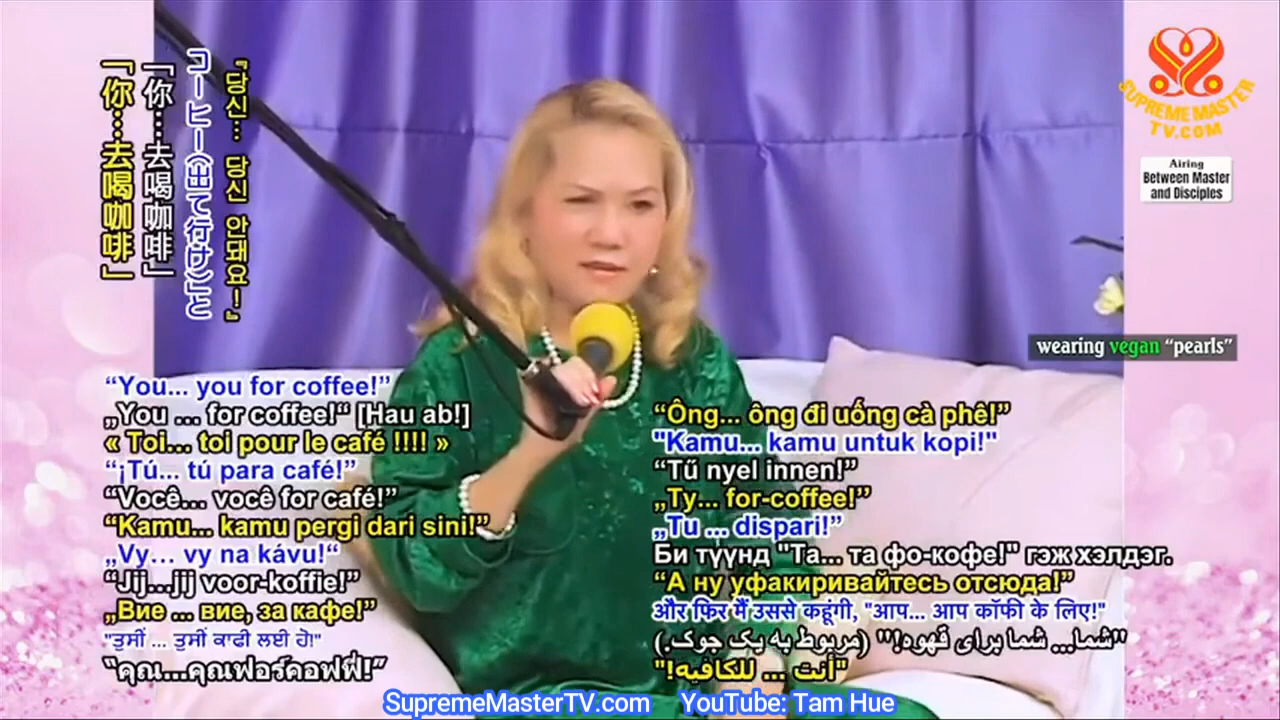 『당신… 당신 안돼요!』
コーヒー(出て行け)」と
「你…去喝咖啡」
「你…去喝咖啡」
SUPREME MASTER
TV.COM
Airing
Between Master
and Disciples
wearing vegan “pearls”
“You... you for coffee!”
„You ... for coffee!“ [Hau ab!]
« Toi... toi pour le café !!!! »
“¡Tú... tú para café!”
“Você... você for café!”
“Kamu... kamu pergi dari sini!”
„Vy... vy na kávu!“
“Jij...jij voor-koffie!”
„Вие ... вие, за кафе!”
"ਤੁਸੀਂ ... ਤੁਸੀਂ ਕਾਫੀ ਲਈ ਹੋ!"
“คุณ...คุณฟอร์คอฟฟี่!”
“Ông... ông đi uống cà phê!”
"Kamu... kamu untuk kopi!"
“Tű nyel innen!”
„Ty... for-coffee!”
„Tu ... dispari!”
Би түүнд "Та... та фо-кофе!" гэж хэлдэг.
“А ну уфакиривайтесь отсюда!”
और फिर मैं उससे कहूंगी, "आप... आप कॉफी के लिए!"
"شما... شما برای قهوه!" (مربوط به یک جوک.)
"أنت ... للكافيه!"
SupremeMasterTV.com YouTube: Tam Hue